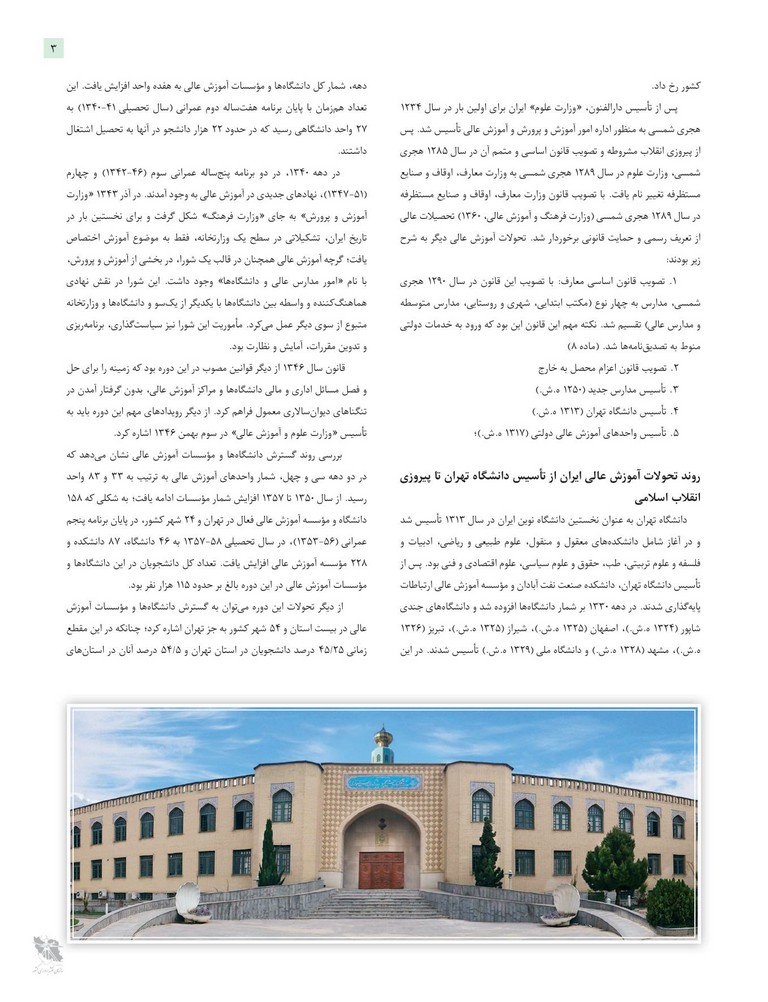 ۳
کشور رخ داد.
پس از تأسیس دارالفنون، «وزارت علوم» ایران برای اولین بار در سال ۱۲۳۴
هجری شمسی به منظور اداره امور آموزش و پرورش و آموزش عالی تأسیس شد. پس
از پیروزی انقلاب مشروطه و تصویب قانون اساسی و متمم آن در سال ۱۲۸۵ هجری
شمسی، وزارت علوم در سال ۱۲۸۹ هجری شمسی به وزارت معارف، اوقاف و صنایع
مستظرفه تغییر نام یافت. با تصویب قانون وزارت معارف، اوقاف و صنایع مستظرفه
در سال ۱۲۸۹ هجری شمسی (وزارت فرهنگ و آموزش عالی، ۱۳۶۰) تحصیلات عالی
از تعریف رسمی و حمایت قانونی برخوردار شد. تحولات آموزش عالی دیگر به شرح
زیر بودند:
۱. تصویب قانون اساسی معارف: با تصویب این قانون در سال ۱۲۹۰ هجری
شمسی، مدارس به چهار نوع (مکتب ابتدایی، شهری و روستایی، مدارس متوسطه
و مدارس عالی) تقسیم شد. نکته مهم این قانون این بود که ورود به خدمات دولتی
منوط به تصدیق‌نامه‌ها شد. (ماده ۸)
۲. تصویب قانون اعزام محصل به خارج
۳. تأسیس مدارس جدید (۱۲۵۰ ه.ش.)
۴. تأسیس دانشگاه تهران (۱۳۱۳ ه.ش.)
۵. تأسیس واحدهای آموزش عالی دولتی (۱۳۱۷ ه.ش.)؛
روند تحولات آموزش عالی ایران از تأسیس دانشگاه تهران تا پیروزی
انقلاب اسلامی
دانشگاه تهران به عنوان نخستین دانشگاه نوین ایران در سال ۱۳۱۳ تأسیس شد
و در آغاز شامل دانشکده‌های معقول و منقول، علوم طبیعی و ریاضی، ادبیات و
فلسفه و علوم تربیتی، طب، حقوق و علوم سیاسی، علوم اقتصادی و فنی بود. پس از
تأسیس دانشگاه تهران، دانشکده صنعت نفت آبادان و مؤسسه آموزش عالی ارتباطات
پایه‌گذاری شدند. در دهه ۱۳۳۰ بر شمار دانشگاه‌ها افزوده شد و دانشگاه‌های جندی
شاپور (۱۳۲۴ ه.ش.)، اصفهان (۱۳۲۵ ه.ش.)، شیراز (۱۳۲۵ ه.ش.)، تبریز (۱۳۲۶
ه.ش.)، مشهد (۱۳۲۸ ه.ش.) و دانشگاه ملی (۱۳۲۹ ه.ش.) تأسیس شدند. در این
دهه، شمار کل دانشگاه‌ها و مؤسسات آموزش عالی به هفده واحد افزایش یافت. این
تعداد همزمان با پایان برنامه هفت‌ساله دوم عمرانی (سال تحصیلی ۴۱-۱۳۴۰) به
۲۷ واحد دانشگاهی رسید که در حدود ۲۲ هزار دانشجو در آنها به تحصیل اشتغال
داشتند.
در دهه ۱۳۴۰، در دو برنامه پنج‌ساله عمرانی سوم (۴۶-۱۳۴۲) و چهارم
(۵۱-۱۳۴۷)، نهادهای جدیدی در آموزش عالی به وجود آمدند. در آذر ۱۳۴۳ «وزارت
آموزش و پرورش» به جای «وزارت فرهنگ» شکل گرفت و برای نخستین بار در
تاریخ ایران، تشکیلاتی در سطح یک وزارتخانه، فقط به موضوع آموزش اختصاص
یافت؛ گرچه آموزش عالی همچنان در قالب یک شورا، در بخشی از آموزش و پرورش،
با نام «امور مدارس عالی و دانشگاه‌ها» وجود داشت. این شورا در نقش نهادی
هماهنگ‌کننده و واسطه بین دانشگاه‌ها با یکدیگر از یک‌سو و دانشگاه‌ها و وزارتخانه
متبوع از سوی دیگر عمل می‌کرد. مأموریت این شورا نیز سیاست‌گذاری، برنامه‌ریزی
و تدوین مقررات، آمایش و نظارت بود.
قانون سال ۱۳۴۶ از دیگر قوانین مصوب در این دوره بود که زمینه را برای حل
و فصل مسائل اداری و مالی دانشگاه‌ها و مراکز آموزش عالی، بدون گرفتار آمدن در
تنگناهای دیوان‌سالاری معمول فراهم کرد. از دیگر رویدادهای مهم این دوره باید به
تأسیس «وزارت علوم و آموزش عالی» در سوم بهمن ۱۳۴۶ اشاره کرد.
بررسی روند گسترش دانشگاه‌ها و مؤسسات آموزش عالی نشان می‌دهد که
در دو دهه سی و چهل، شمار واحدهای آموزش عالی به ترتیب به ۳۳ و ۸۳ واحد
رسید. از سال ۱۳۵۰ تا ۱۳۵۷ افزایش شمار مؤسسات ادامه یافت؛ به شکلی که ۱۵۸
دانشگاه و مؤسسه آموزش عالی فعال در تهران و ۲۴ شهر کشور، در پایان برنامه پنجم
عمرانی (۵۶-۱۳۵۳)، در سال تحصیلی ۵۸-۱۳۵۷ به ۴۶ دانشگاه، ۸۷ دانشکده و
۲۲۸ مؤسسه آموزش عالی افزایش یافت. تعداد کل دانشجویان در این دانشگاه‌ها و
مؤسسات آموزش عالی در این دوره بالغ بر حدود ۱۱۵ هزار نفر بود.
از دیگر تحولات این دوره می‌توان به گسترش دانشگاه‌ها و مؤسسات آموزش
عالی در بیست استان و ۵۴ شهر کشور به جز تهران اشاره کرد؛ چنانکه در این مقطع
زمانی ۴۵/۲۵ درصد دانشجویان در استان تهران و ۵۴/۵ درصد آنان در استان‌های